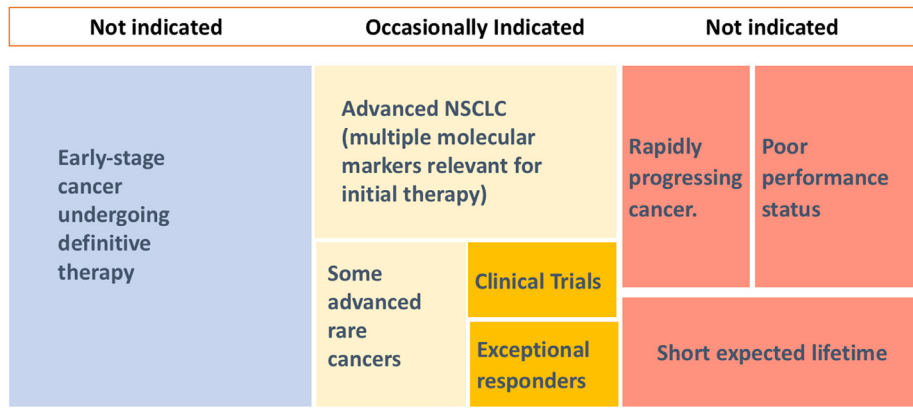 Not indicated
Occasionally Indicated
Not indicated
Early-stage
cancer
undergoing
definitive
therapy
Advanced NSCLC
(multiple molecular
markers relevant for
initial therapy)
Some
advanced
rare
cancers
Clinical Trials
Exceptional
responders
Rapidly
progressing
cancer.
Poor
performance
status
Short expected lifetime